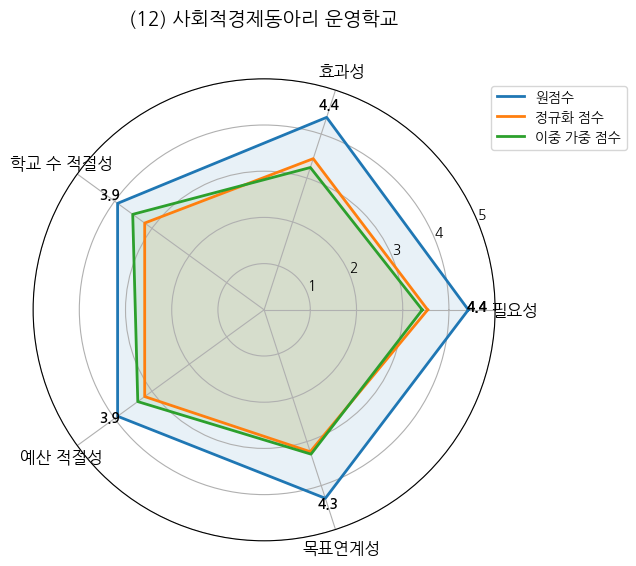 (12) 사회적경제동아리 운영학교
효과성
4.4
원점수
정규화 점수
이중 가중 점수
학교 수 적절성
3.9
5
4
3
2
1
4.4
필요성
3.9
예산 적절성
4.3
목표연계성